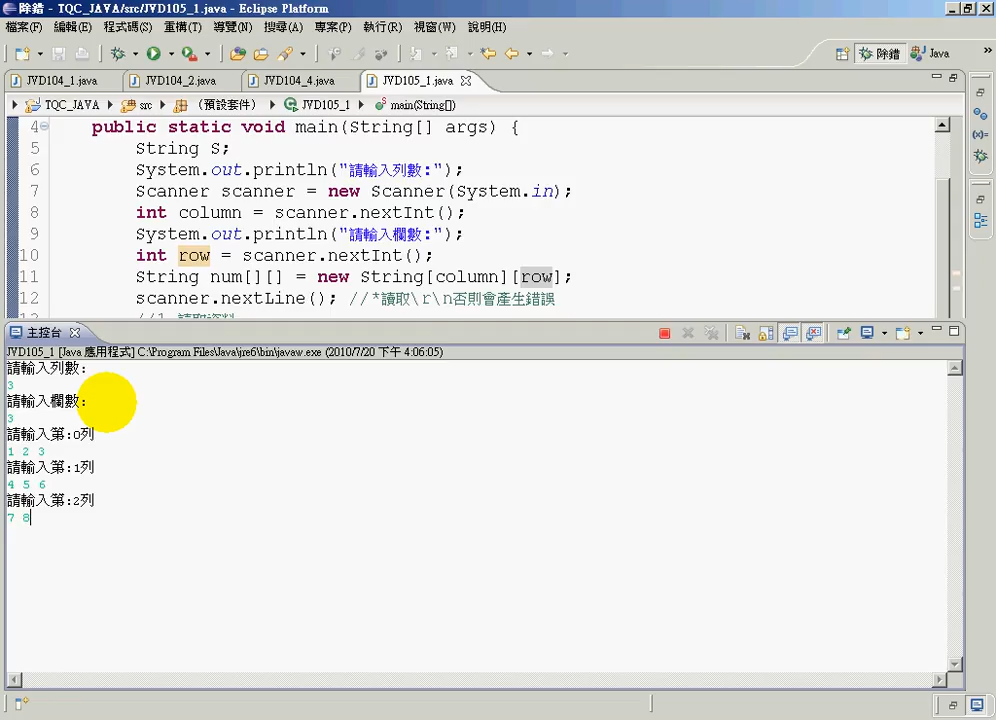 除錯 - TQC_JAVA/src/JVD105_1.java - Eclipse Platform
檔案(F) 編輯(E) 程式碼(S) 重構(T) 導覽(N) 搜尋(A) 專案(P) 執行(R) 視窗(W) 說明(H)
除錯 Java »
JVD104_1.java JVD104_2.java JVD104_4.java JVD105_1.java
TQC_JAVA src (預設套件) JVD105_1 main(String[])
4 public static void main(String[] args) {
5 String S;
6 System.out.println("請輸入列數:");
7 Scanner scanner = new Scanner(System.in);
8 int column = scanner.nextInt();
9 System.out.println("請輸入欄數:");
10 int row = scanner.nextInt();
11 String num[][] = new String[column][row];
12 scanner.nextLine(); //*讀取\r\n否則會產生錯誤
主控台
JVD105_1 [Java 應用程式] C:\Program Files\Java\jre6\bin\javaw.exe (2010/7/20 下午 4:06:05)
請輸入列數:
3
請輸入欄數:
3
請輸入第:0列
1 2 3
請輸入第:1列
4 5 6
請輸入第:2列
7 8